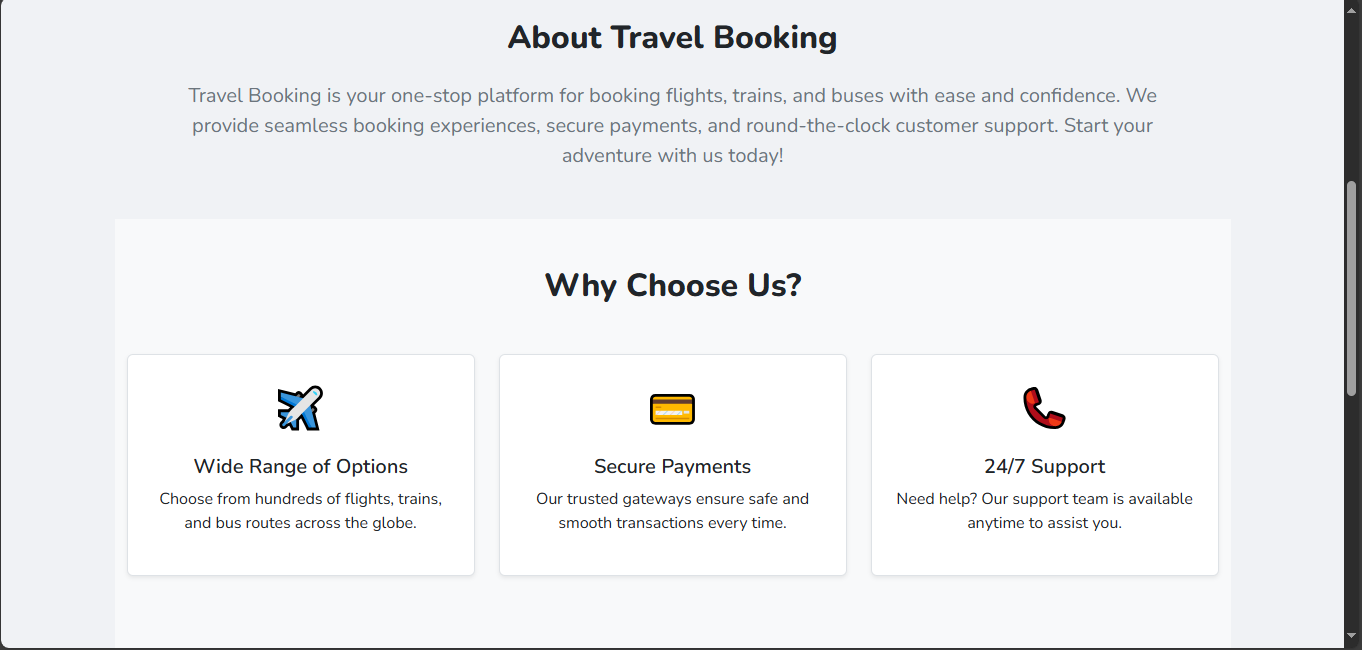 About Travel Booking
Travel Booking is your one-stop platform for booking flights, trains, and buses with ease and confidence. We
provide seamless booking experiences, secure payments, and round-the-clock customer support. Start your
adventure with us today!
Why Choose Us?
Wide Range of Options
Choose from hundreds of flights, trains,
and bus routes across the globe.
Secure Payments
Our trusted gateways ensure safe and
smooth transactions every time.
24/7 Support
Need help? Our support team is available
anytime to assist you.